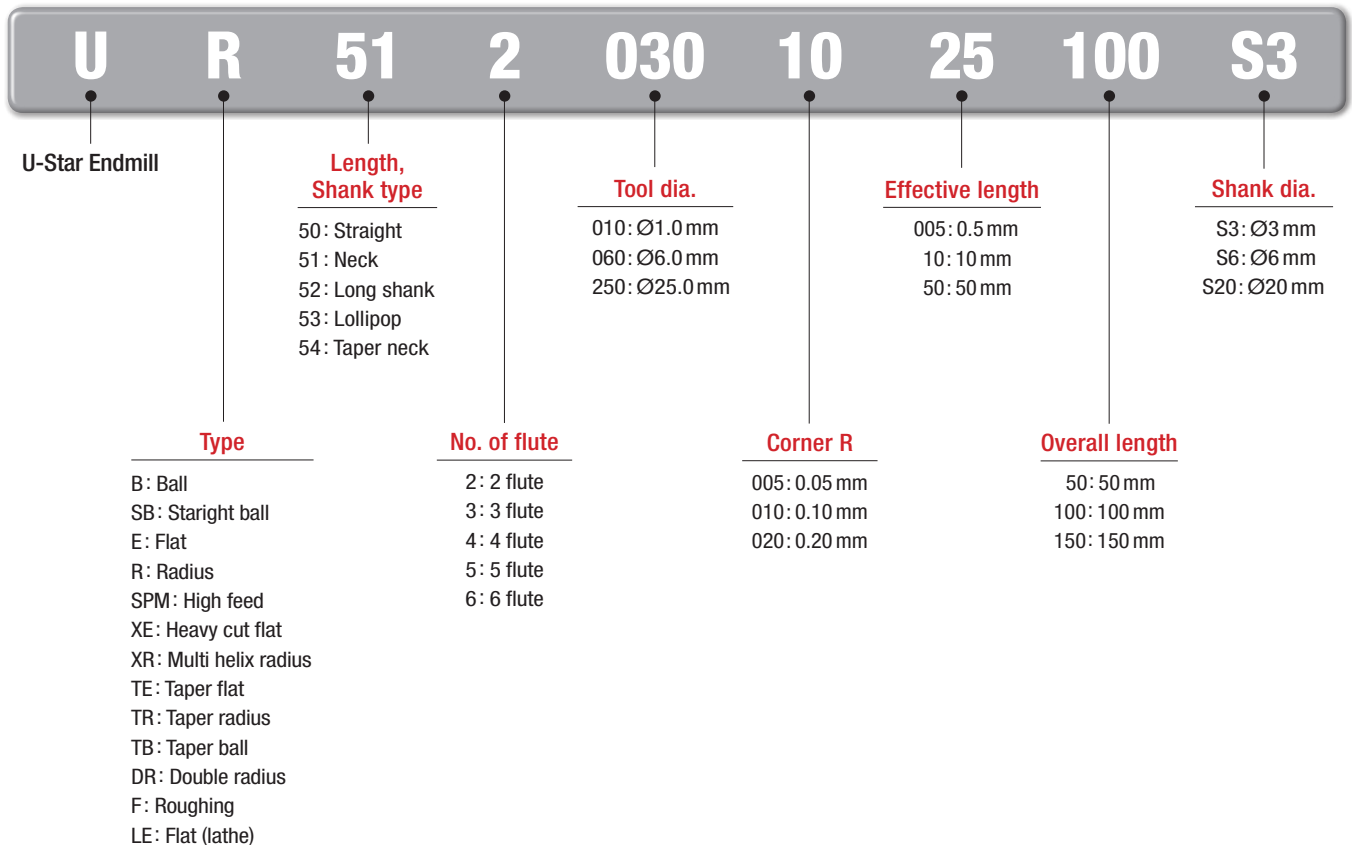 U R 51 2 030 10 25 100 S3
U-Star Endmill
Length,
Shank type
50: Straight
51: Neck
52: Long shank
53: Lollipop
54: Taper neck
Tool dia.
010: Ø1.0 mm
060: Ø6.0 mm
250: Ø25.0 mm
Effective length
005: 0.5 mm
10: 10 mm
50: 50 mm
Shank dia.
S3: Ø3 mm
S6: Ø6 mm
S20: Ø20 mm
Type
B: Ball
SB: Staright ball
E: Flat
R: Radius
SPM: High feed
XE: Heavy cut flat
XR: Multi helix radius
TE: Taper flat
TR: Taper radius
TB: Taper ball
DR: Double radius
F: Roughing
LE: Flat (lathe)
No. of flute
2: 2 flute
3: 3 flute
4: 4 flute
5: 5 flute
6: 6 flute
Corner R
005: 0.05 mm
010: 0.10 mm
020: 0.20 mm
Overall length
50: 50 mm
100: 100 mm
150: 150 mm